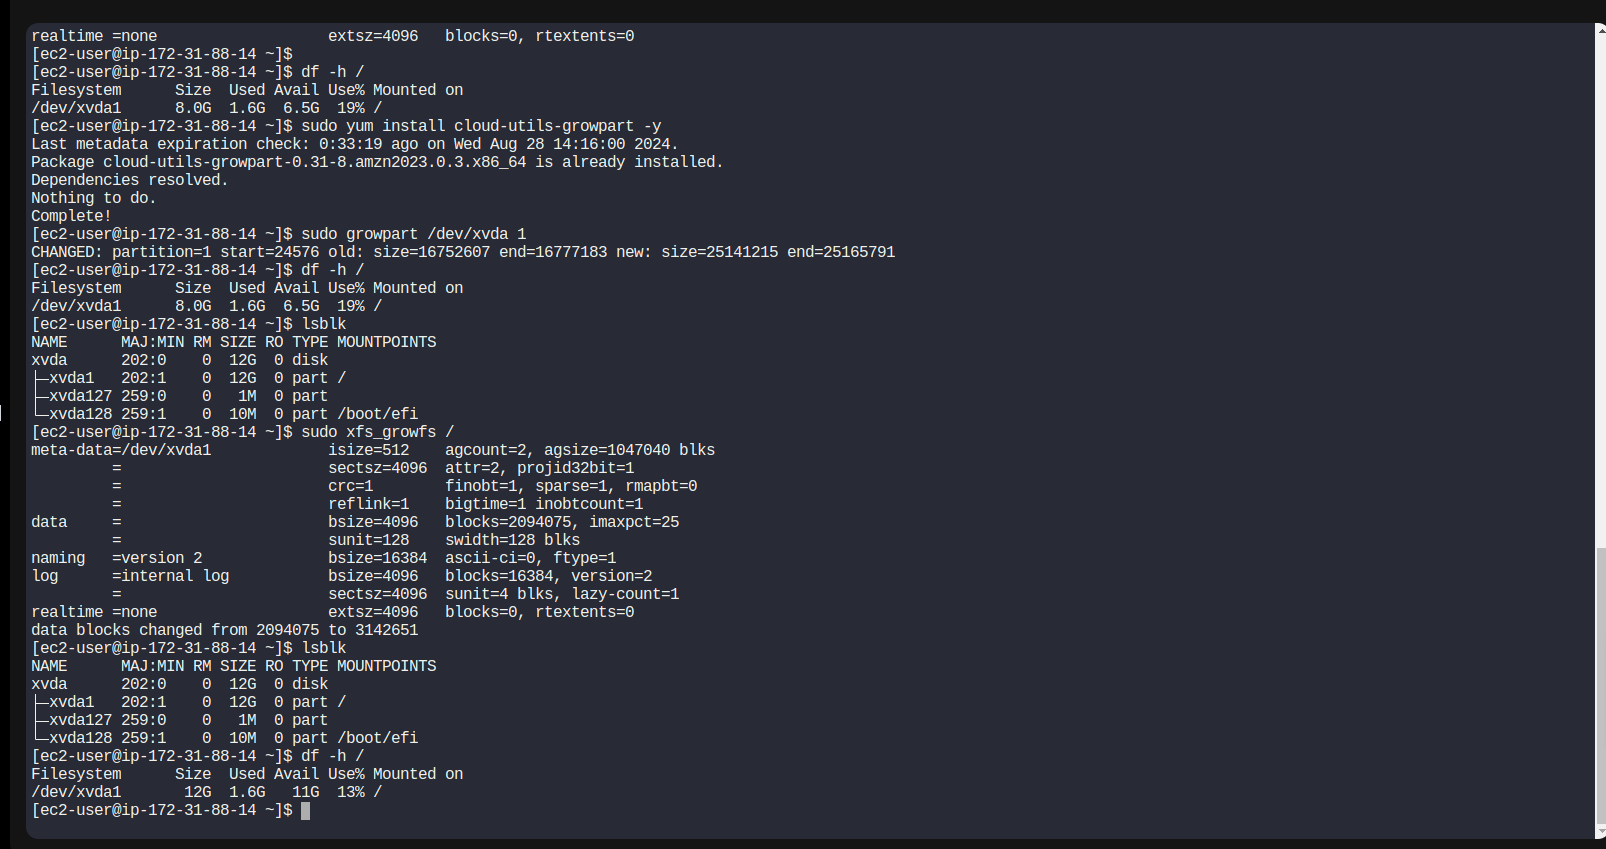 realtime =none                   extsz=4096   blocks=0, rtextents=0
[ec2-user@ip-172-31-88-14 ~]$
[ec2-user@ip-172-31-88-14 ~]$ df -h /
Filesystem      Size  Used Avail Use% Mounted on
/dev/xvda1      8.0G  1.6G  6.5G  19% /
[ec2-user@ip-172-31-88-14 ~]$ sudo yum install cloud-utils-growpart -y
Last metadata expiration check: 0:33:19 ago on Wed Aug 28 14:16:00 2024.
Package cloud-utils-growpart-0.31-8.amzn2023.0.3.x86_64 is already installed.
Dependencies resolved.
Nothing to do.
Complete!
[ec2-user@ip-172-31-88-14 ~]$ sudo growpart /dev/xvda 1
CHANGED: partition=1 start=24576 old: size=16752607 end=16777183 new: size=25141215 end=25165791
[ec2-user@ip-172-31-88-14 ~]$ df -h /
Filesystem      Size  Used Avail Use% Mounted on
/dev/xvda1      8.0G  1.6G  6.5G  19% /
[ec2-user@ip-172-31-88-14 ~]$ lsblk
NAME      MAJ:MIN RM SIZE RO TYPE MOUNTPOINTS
xvda      202:0    0  12G  0 disk
├─xvda1   202:1    0  12G  0 part /
├─xvda127 259:0    0   1M  0 part
└─xvda128 259:1    0  10M  0 part /boot/efi
[ec2-user@ip-172-31-88-14 ~]$ sudo xfs_growfs /
meta-data=/dev/xvda1             isize=512    agcount=2, agsize=1047040 blks
         =                       sectsz=4096  attr=2, projid32bit=1
         =                       crc=1        finobt=1, sparse=1, rmapbt=0
         =                       reflink=1    bigtime=1 inobtcount=1
data     =                       bsize=4096   blocks=2094075, imaxpct=25
         =                       sunit=128    swidth=128 blks
naming   =version 2              bsize=16384  ascii-ci=0, ftype=1
log      =internal log           bsize=4096   blocks=16384, version=2
         =                       sectsz=4096  sunit=4 blks, lazy-count=1
realtime =none                   extsz=4096   blocks=0, rtextents=0
data blocks changed from 2094075 to 3142651
[ec2-user@ip-172-31-88-14 ~]$ lsblk
NAME      MAJ:MIN RM SIZE RO TYPE MOUNTPOINTS
xvda      202:0    0  12G  0 disk
├─xvda1   202:1    0  12G  0 part /
├─xvda127 259:0    0   1M  0 part
└─xvda128 259:1    0  10M  0 part /boot/efi
[ec2-user@ip-172-31-88-14 ~]$ df -h /
Filesystem      Size  Used Avail Use% Mounted on
/dev/xvda1       12G  1.6G   11G  13% /
[ec2-user@ip-172-31-88-14 ~]$